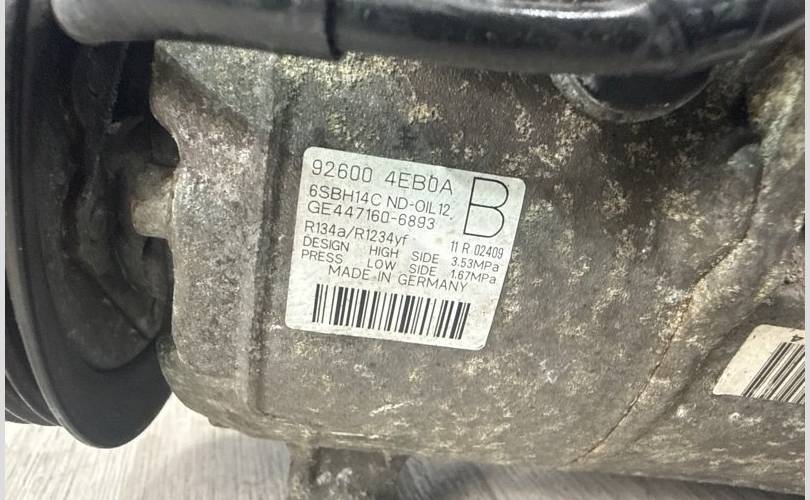 92600 4EB0A
B
6SBH14C ND-OIL12
GE447160-6893
R134a/R1234yf 11 R 02409
DESIGN HIGH SIDE 3.53MPa
PRESS LOW SIDE 1.67MPa
MADE IN GERMANY